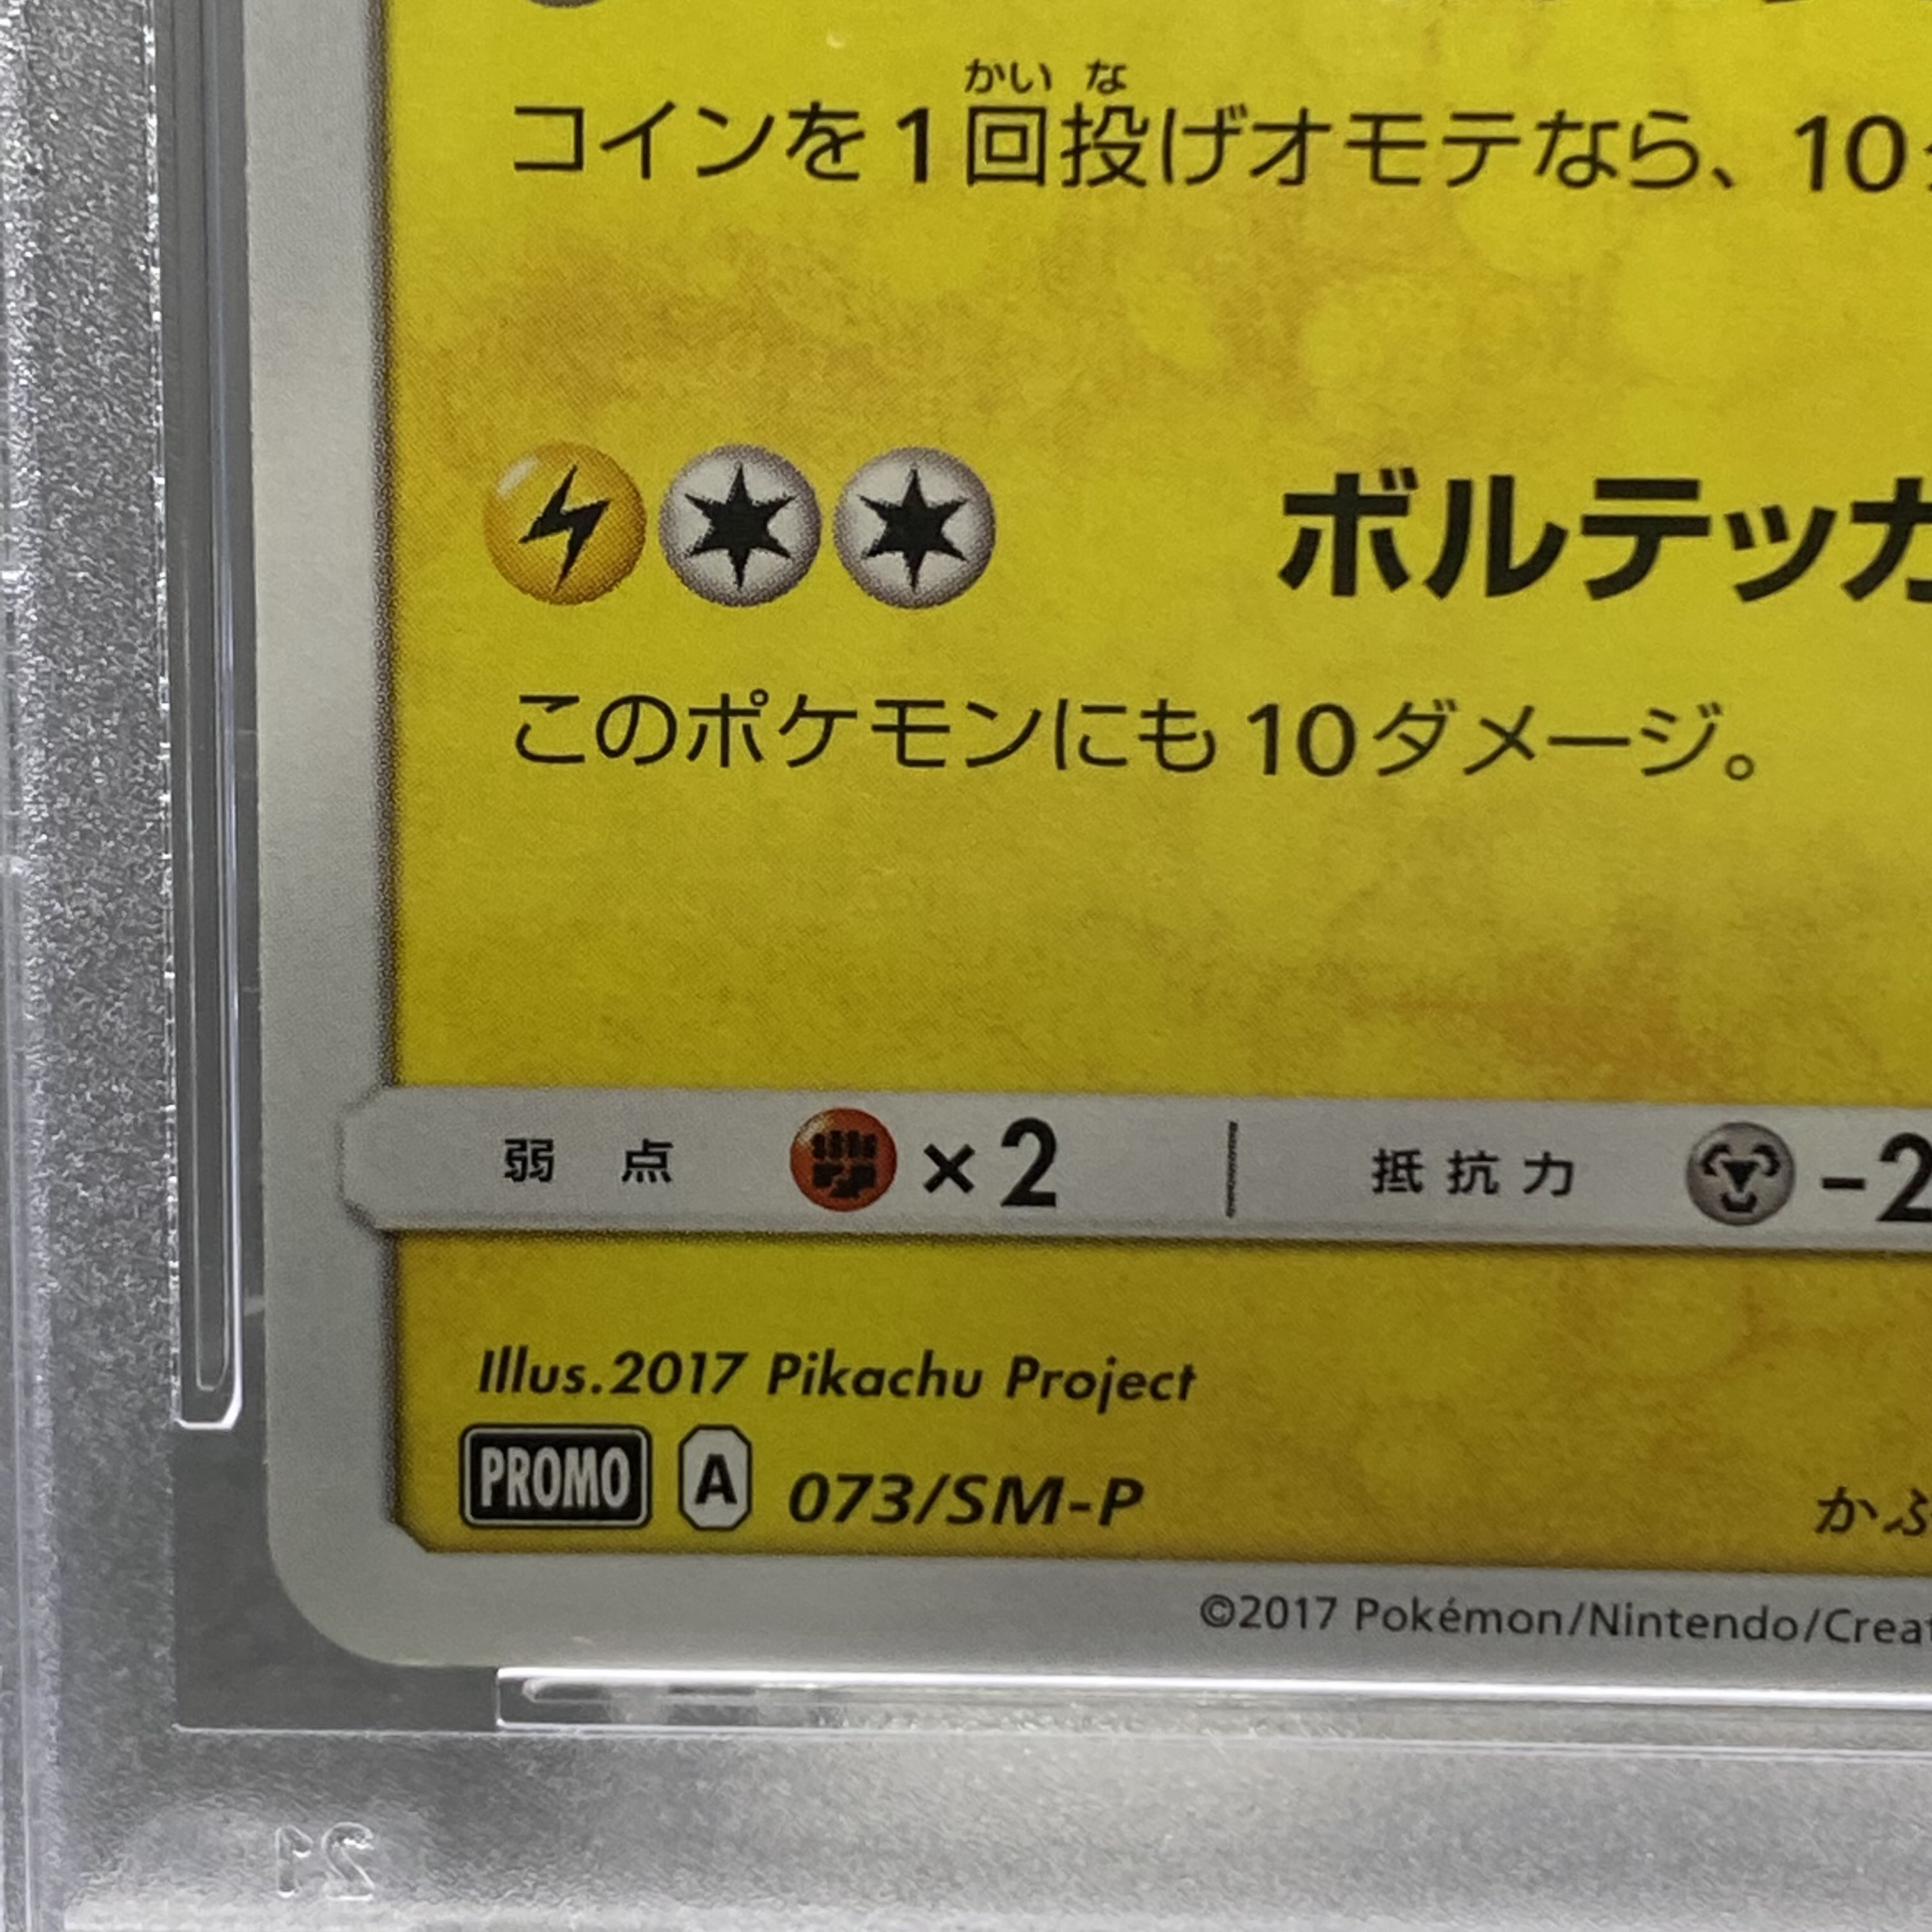 かい な
コインを1回投げオモテなら、10
ボルテッカ
このポケモンにも10ダメージ。
弱点 ×2 抵抗力 −2
Illus.2017 Pikachu Project
PROMO A 073/SM-P
かふ
©2017 Pokémon/Nintendo/Creat